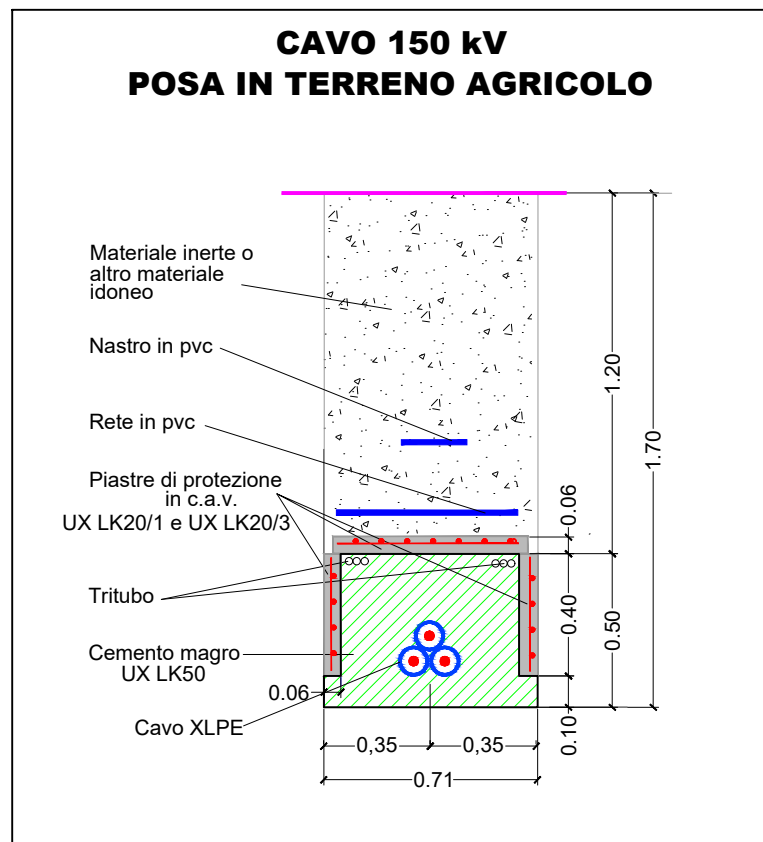 CAVO 150 kV
POSA IN TERRENO AGRICOLO
Materiale inerte o
altro materiale
idoneo
Nastro in pvc
Rete in pvc
Piastre di protezione
in c.a.v.
UX LK20/1 e UX LK20/3
Tritubo
Cemento magro
UX LK50
Cavo XLPE
1.20
1.70
0.06
0.40
0.50
0.10
0.06
0,35
0,35
0.71